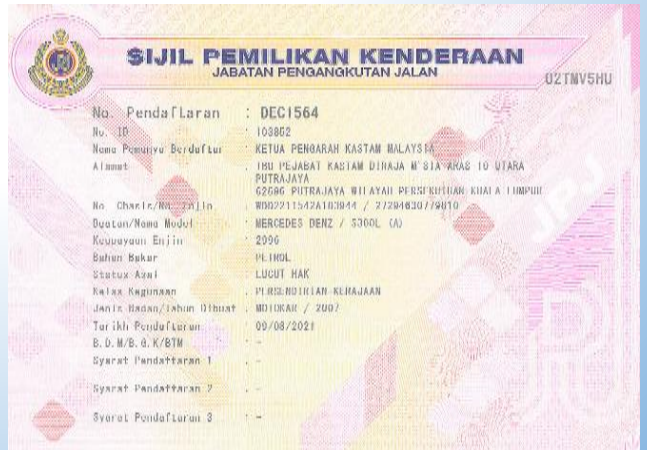 SIJIL PEMILIKAN KENDERAAN
JABATAN PENGANGKUTAN JALAN
02TMV5HU
No. Pendaftaran : DEC1564
No. ID : 103852
Nama Pemunya Berdaftar : KETUA PENGARAH KASTAM MALAYSIA
Alamat : IBU PEJABAT KASTAM DIRAJA M'SIA ARAS 10 UTARA
PUTRAJAYA
62596 PUTRAJAYA WILAYAH PERSEKUTUAN KUALA LUMPUR
No. Chasis/No. Enjin :
Buatan/Nama Model : MERCEDES BENZ / S300L (A)
Keupayaan Enjin : 2996
Bahan Bakar : PETROL
Status Asal : LUCUT HAK
Kelas Kegunaan : PERSENDIRIAN-KERAJAAN
Jenis Badan/Tahun Dibuat : MOTOKAR / 2007
Tarikh Pendaftaran : 09/08/2021
B.D.M/B.G.K/BTM : -
Syarat Pendaftaran 1 : -
Syarat Pendaftaran 2 : -
Syarat Pendaftaran 3 : -
JPJ